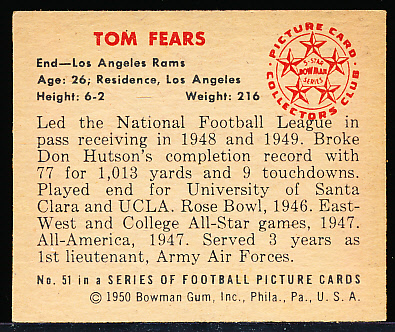 TOM FEARS
End—Los Angeles Rams
Age: 26; Residence, Los Angeles
Height: 6-2 Weight: 216
PICTURE CARD
5-STAR
BOWMAN
SERIES
COLLECTORS CLUB
Led the National Football League in
pass receiving in 1948 and 1949. Broke
Don Hutson's completion record with
77 for 1,013 yards and 9 touchdowns.
Played end for University of Santa
Clara and UCLA. Rose Bowl, 1946. East-
West and College All-Star games, 1947.
All-America, 1947. Served 3 years as
1st lieutenant, Army Air Forces.
No. 51 in a SERIES OF FOOTBALL PICTURE CARDS
©1950 Bowman Gum, Inc., Phila., Pa., U. S. A.